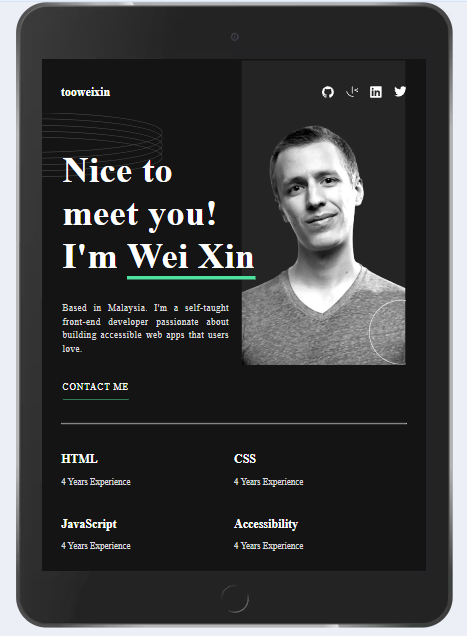 tooweixin
Nice to
meet you!
I'm Wei Xin
Based in Malaysia. I'm a self-taught
front-end developer passionate about
building accessible web apps that users
love.
CONTACT ME
HTML
CSS
4 Years Experience
4 Years Experience
JavaScript
Accessibility
4 Years Experience
4 Years Experience